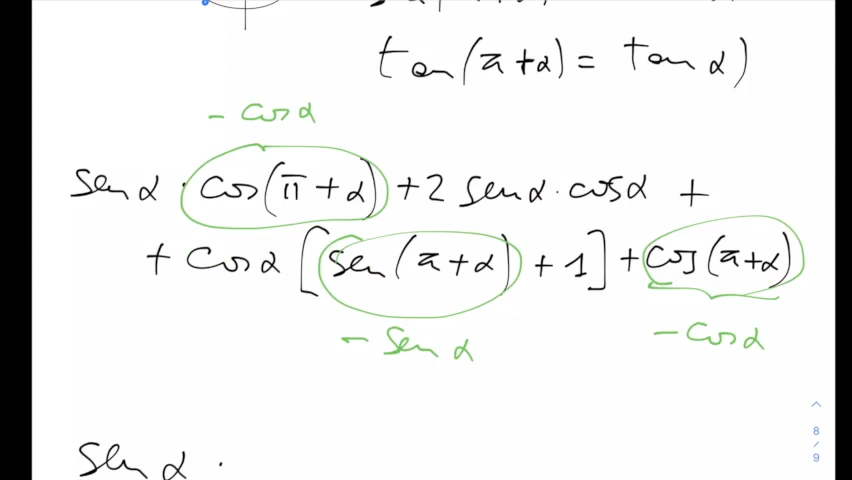 tan(π+α) = tan α)
- cos α
sen α · cos(π+α) + 2 sen α · cos α +
+ cos α [sen(π+α) + 1] + cos(π+α)
- sen α
- cos α
8
/
9
sen α ·